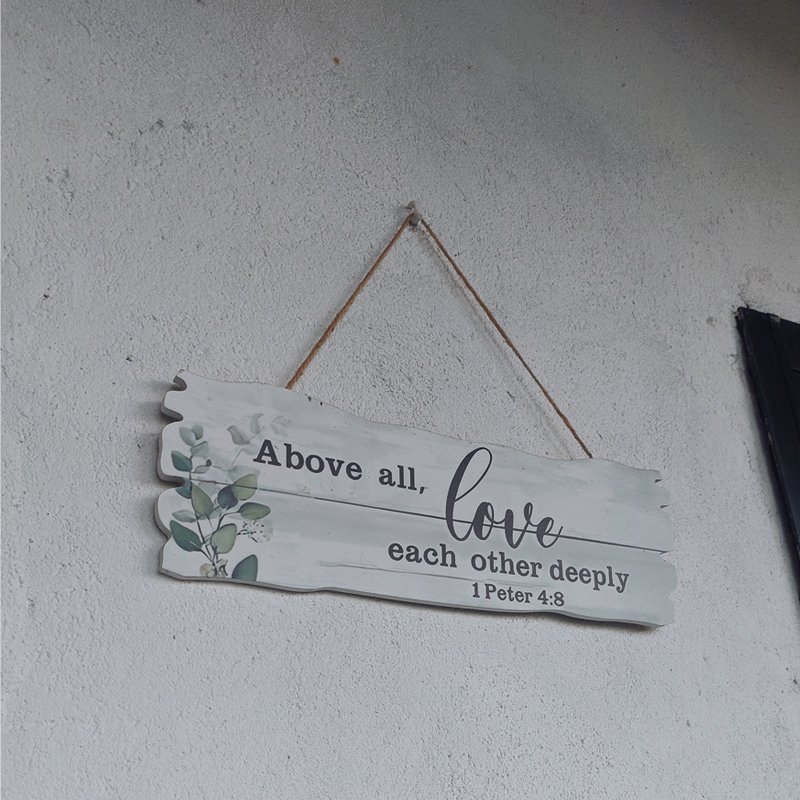 Above all, love
each other deeply
1 Peter 4:8